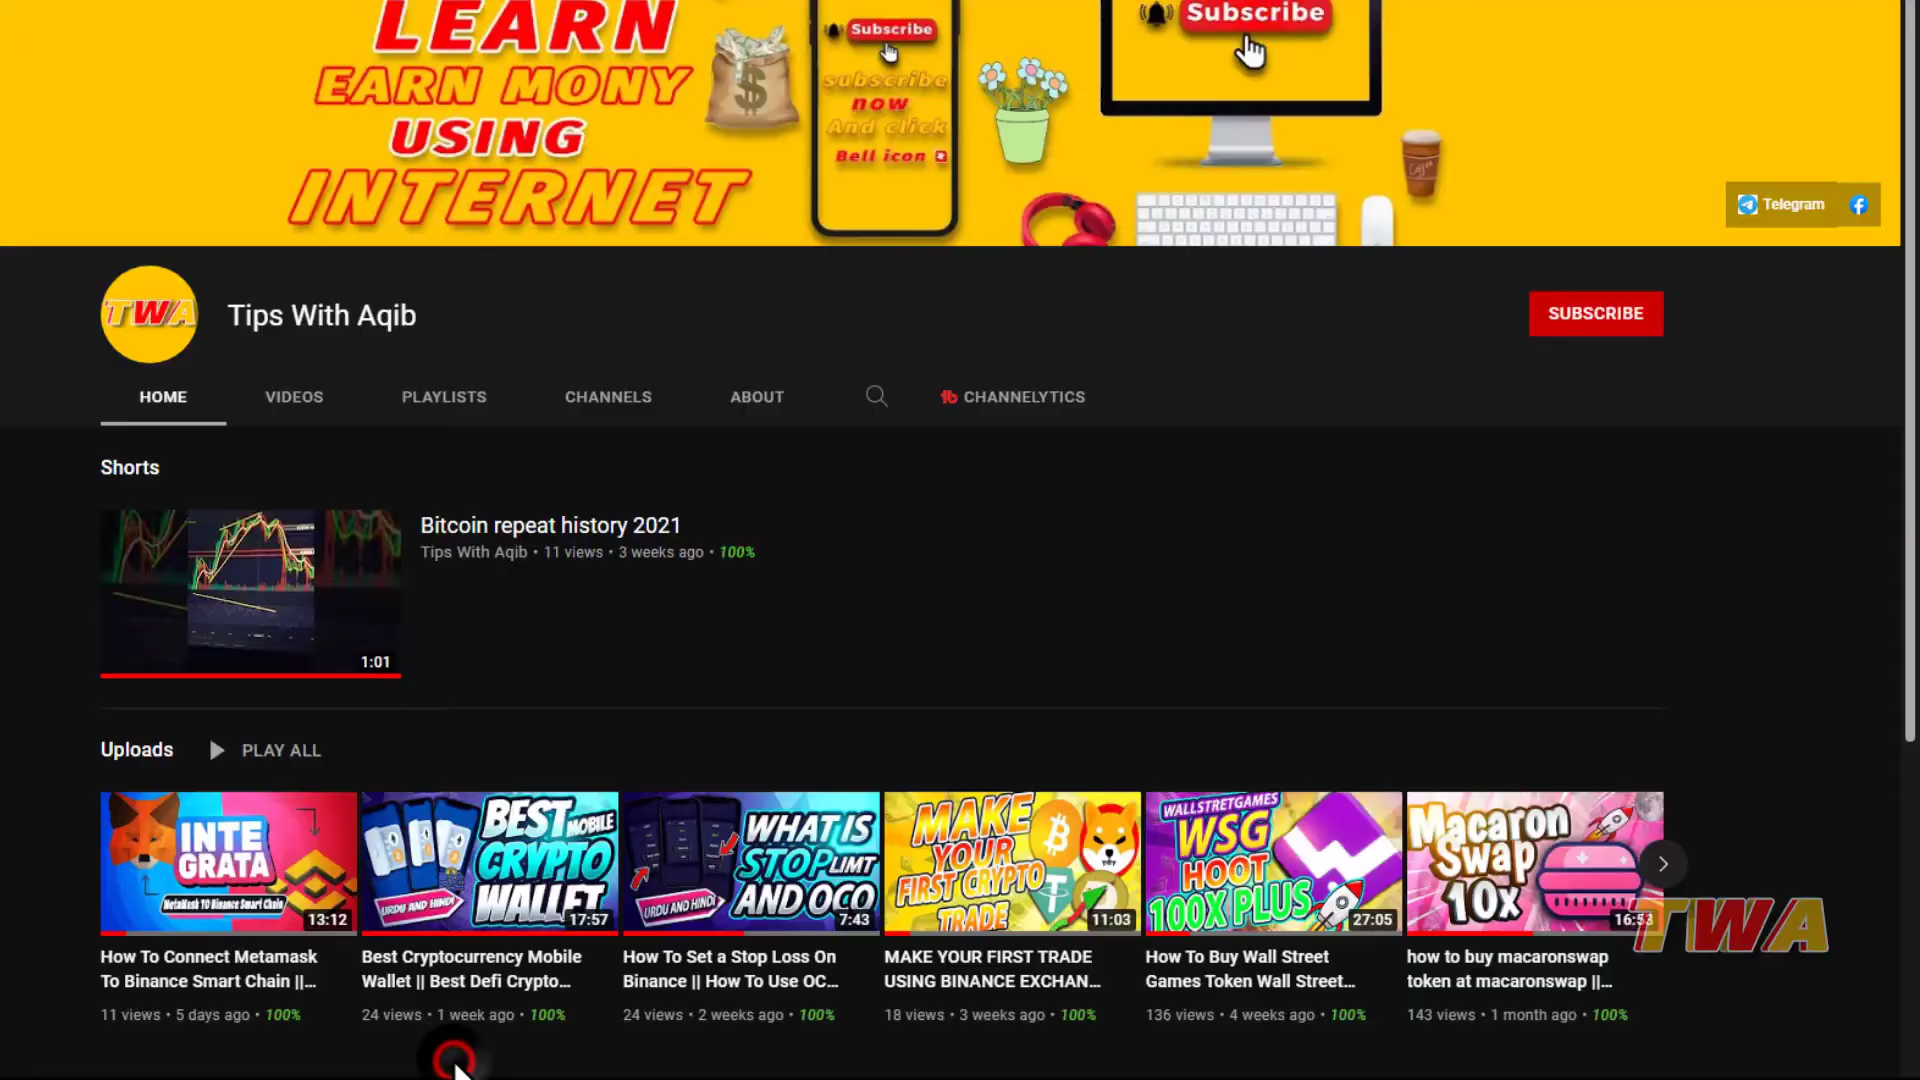 LEARN
EARN MONY
USING
INTERNET
Subscribe
subscribe
now
And click
Bell icon
Subscribe
Coffee
Telegram
TWA
Tips With Aqib
SUBSCRIBE
HOME
VIDEOS
PLAYLISTS
CHANNELS
ABOUT
CHANNELYTICS
Shorts
1:01
Bitcoin repeat history 2021
Tips With Aqib • 11 views • 3 weeks ago • 100%
Uploads
PLAY ALL
INTE
GRATA
MetaMask TO Binance Smart Chain
13:12
BEST MOBILE
CRYPTO
WALLET
URDU AND HINDI
17:57
WHAT IS
STOP LIMT
AND OCO
URDU AND HINDI
7:43
MAKE
YOUR
FIRST CRYPTO
TRADE
11:03
WALLSTRETGAMES
WSG
HOOT
100X PLUS
27:05
Macaron
Swap
10x
16:53
TWA
How To Connect Metamask
To Binance Smart Chain ||...
11 views • 5 days ago • 100%
Best Cryptocurrency Mobile
Wallet || Best Defi Crypto...
24 views • 1 week ago • 100%
How To Set a Stop Loss On
Binance || How To Use OC...
24 views • 2 weeks ago • 100%
MAKE YOUR FIRST TRADE
USING BINANCE EXCHAN...
18 views • 3 weeks ago • 100%
How To Buy Wall Street
Games Token Wall Street...
136 views • 4 weeks ago • 100%
how to buy macaronswap
token at macaronswap ||...
143 views • 1 month ago • 100%